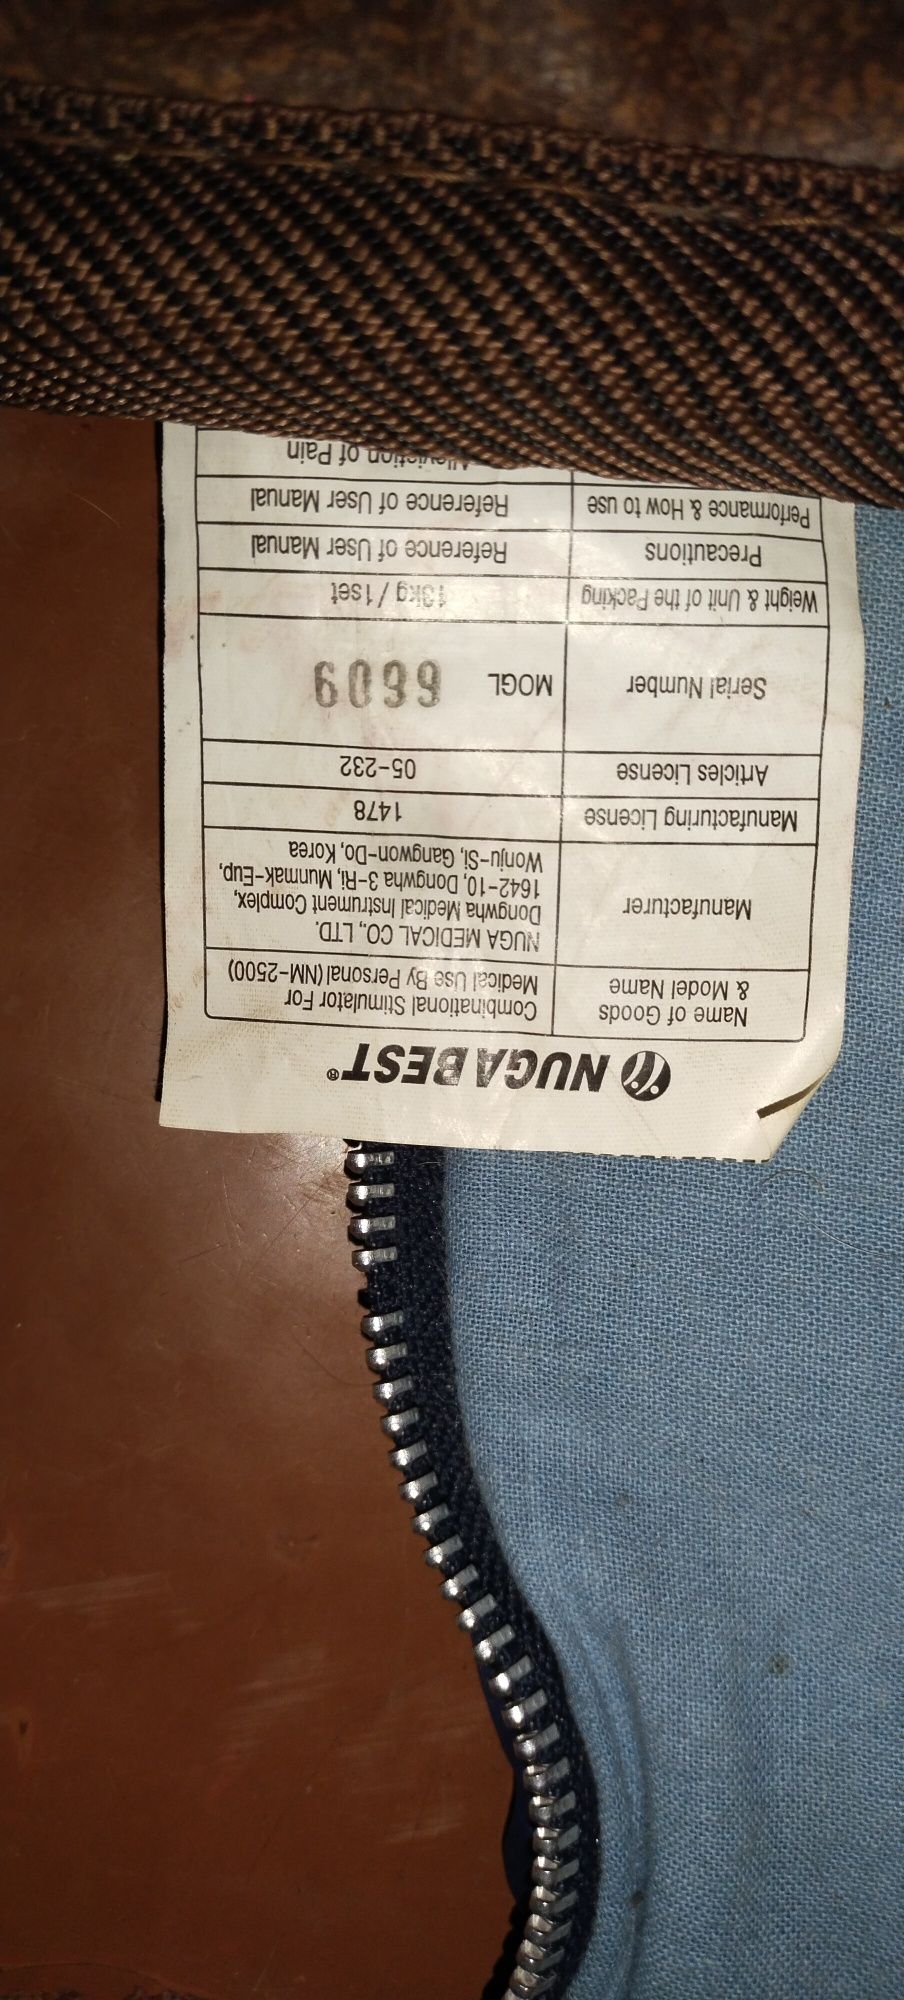 NUGA BEST®
Name of Goods & Model Name
Combinational Stimulator For
Medical Use By Personal (NM-2500)
Manufacturer
NUGA MEDICAL CO., LTD.
Dongwha Medical Instrument Complex,
1642-10, Dongwha 3-Ri, Munmak-Eup,
Wonju-Si, Gangwon-Do, Korea
Manufacturing License 1478
Articles License 05-232
Serial Number MOGL 6609
Weight & Unit of the Packing 13kg / 1set
Precautions Reference of User Manual
Performance & How to use Reference of User Manual
Alleviation of Pain